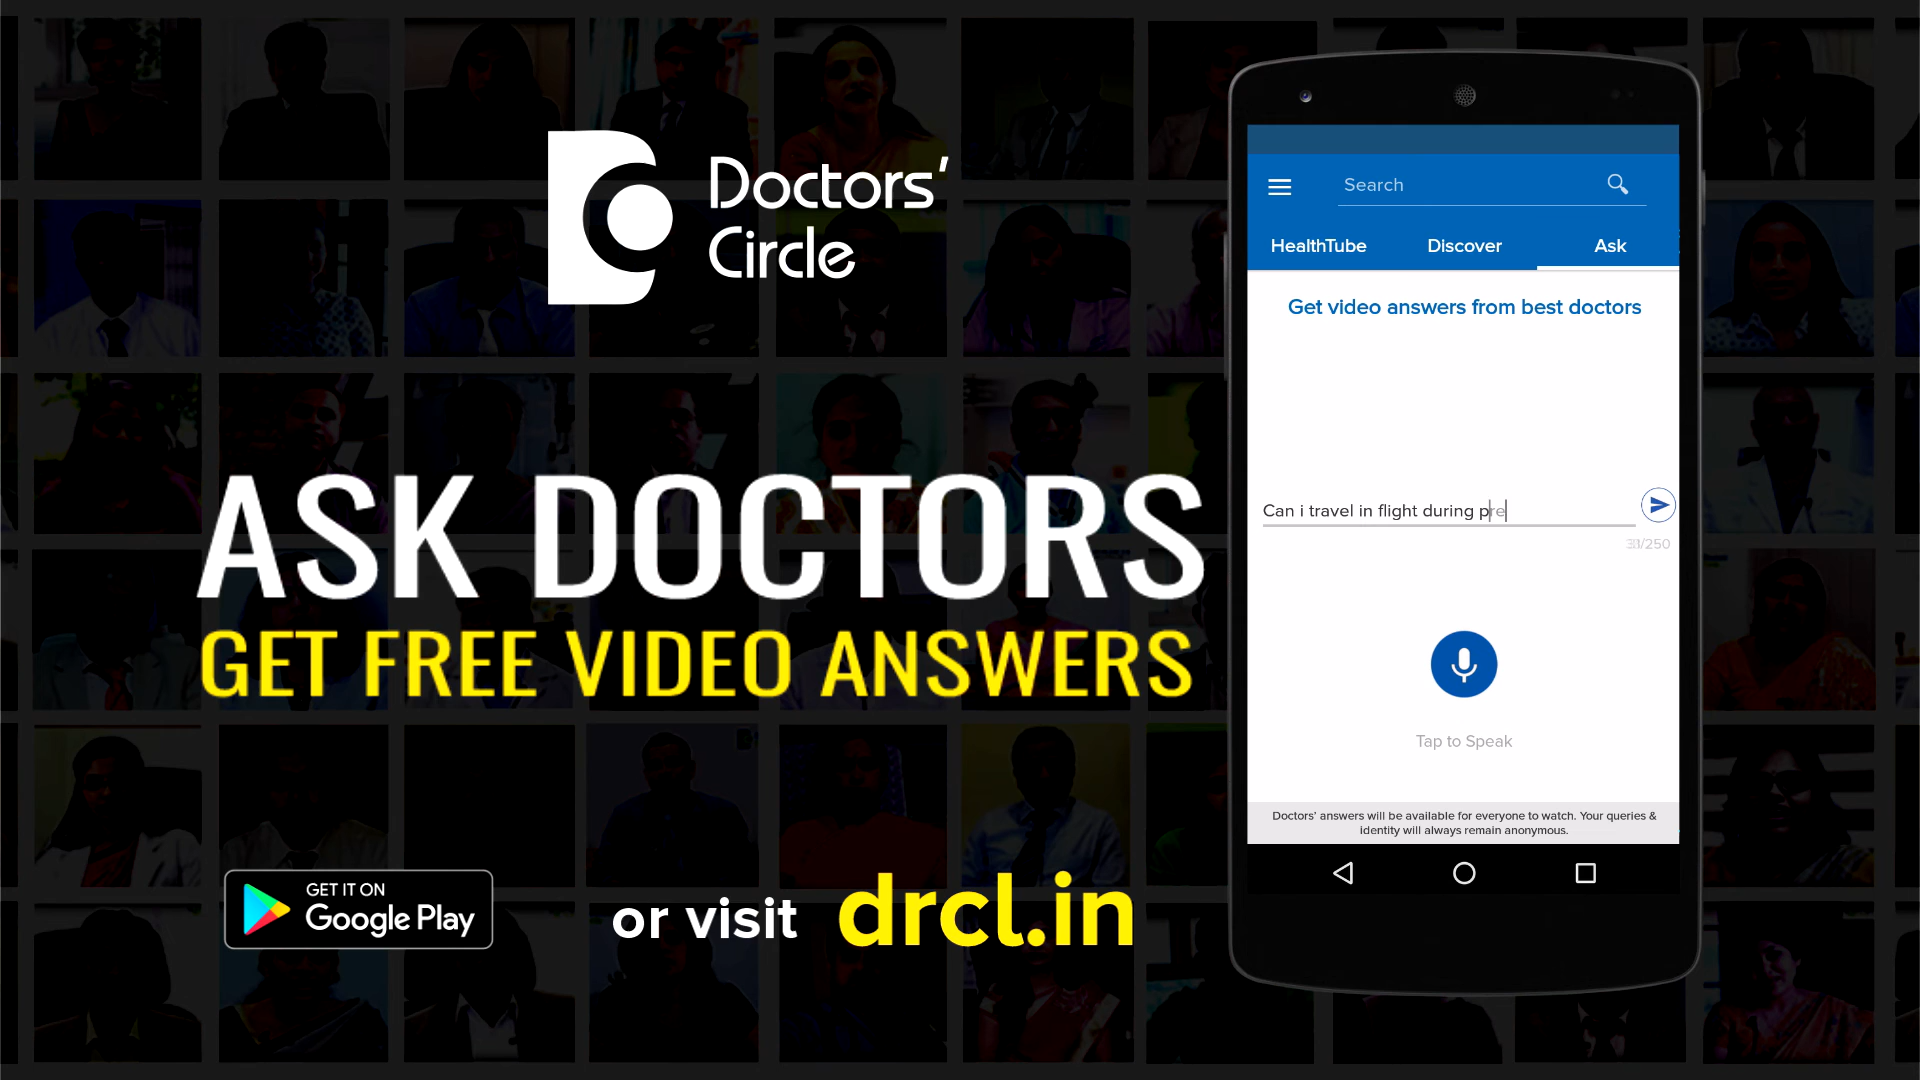 Doctors'
Circle
ASK DOCTORS
GET FREE VIDEO ANSWERS
GET IT ON
Google Play
or visit drcl.in
Search
HealthTube Discover Ask
Get video answers from best doctors
Can i travel in flight during pre
/250
Tap to Speak
Doctors' answers will be available for everyone to watch. Your queries &
identity will always remain anonymous.